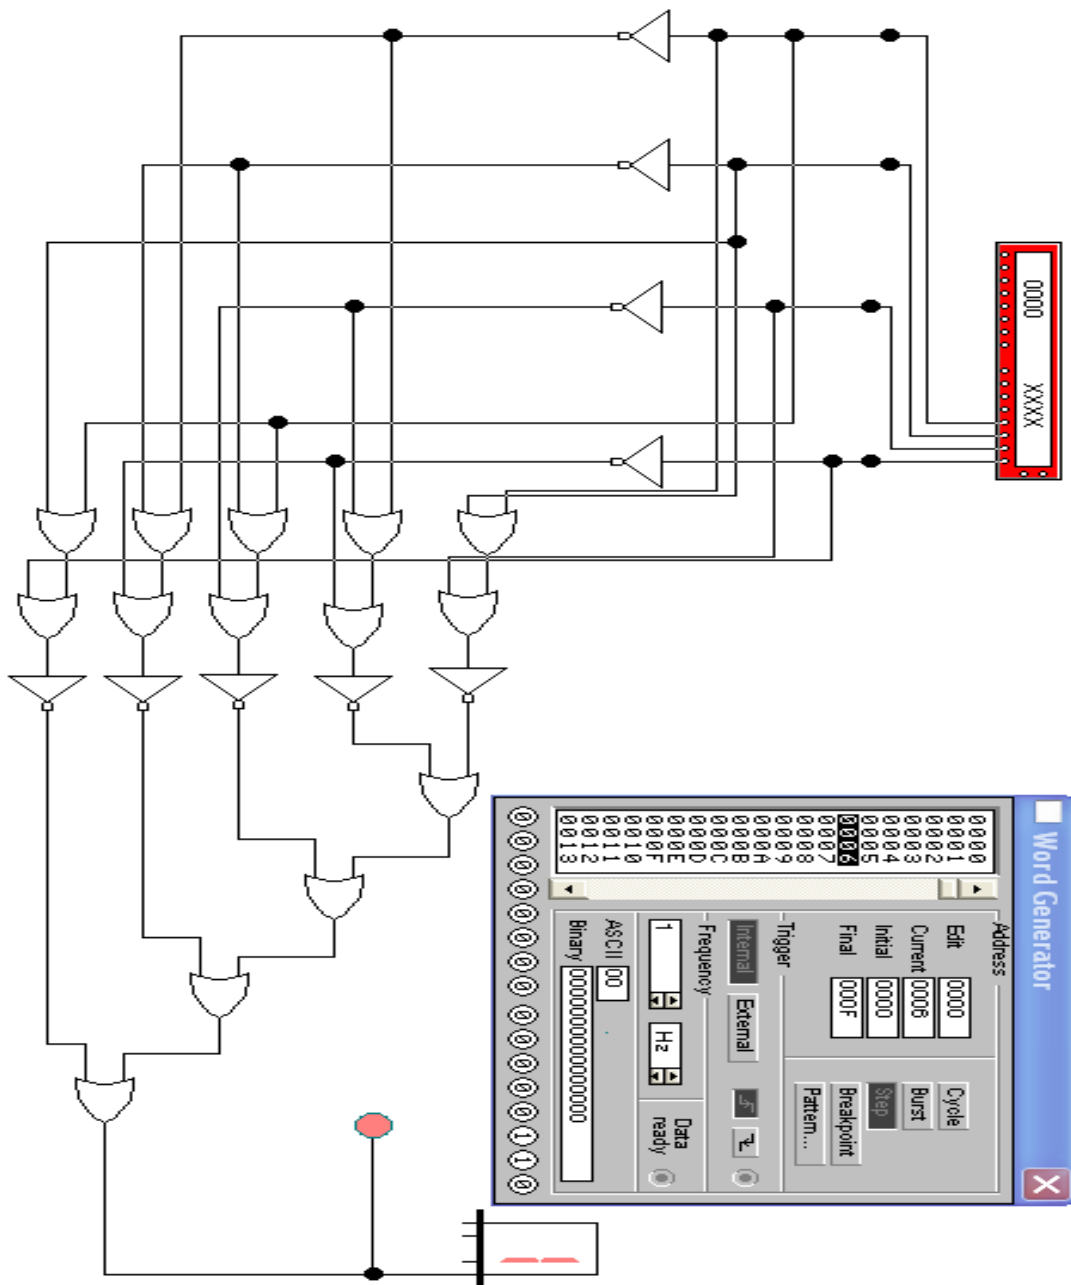 0000 XXXX
Word Generator
0000
0001
0002
0003
0004
0005
0006
0007
0008
0009
000A
000B
000C
000D
000E
000F
0010
0011
0012
0013
Address
Edit 0000
Current 0006
Initial 0000
Final 000F
Cycle
Burst
Step
Breakpoint
Pattern...
Trigger
Internal External
Frequency
1 Hz
Data
ready
ASCII 000
Binary 0000000000000000
0 0 0 0 0 0 0 0 0 0 0 0 0 1 1 0